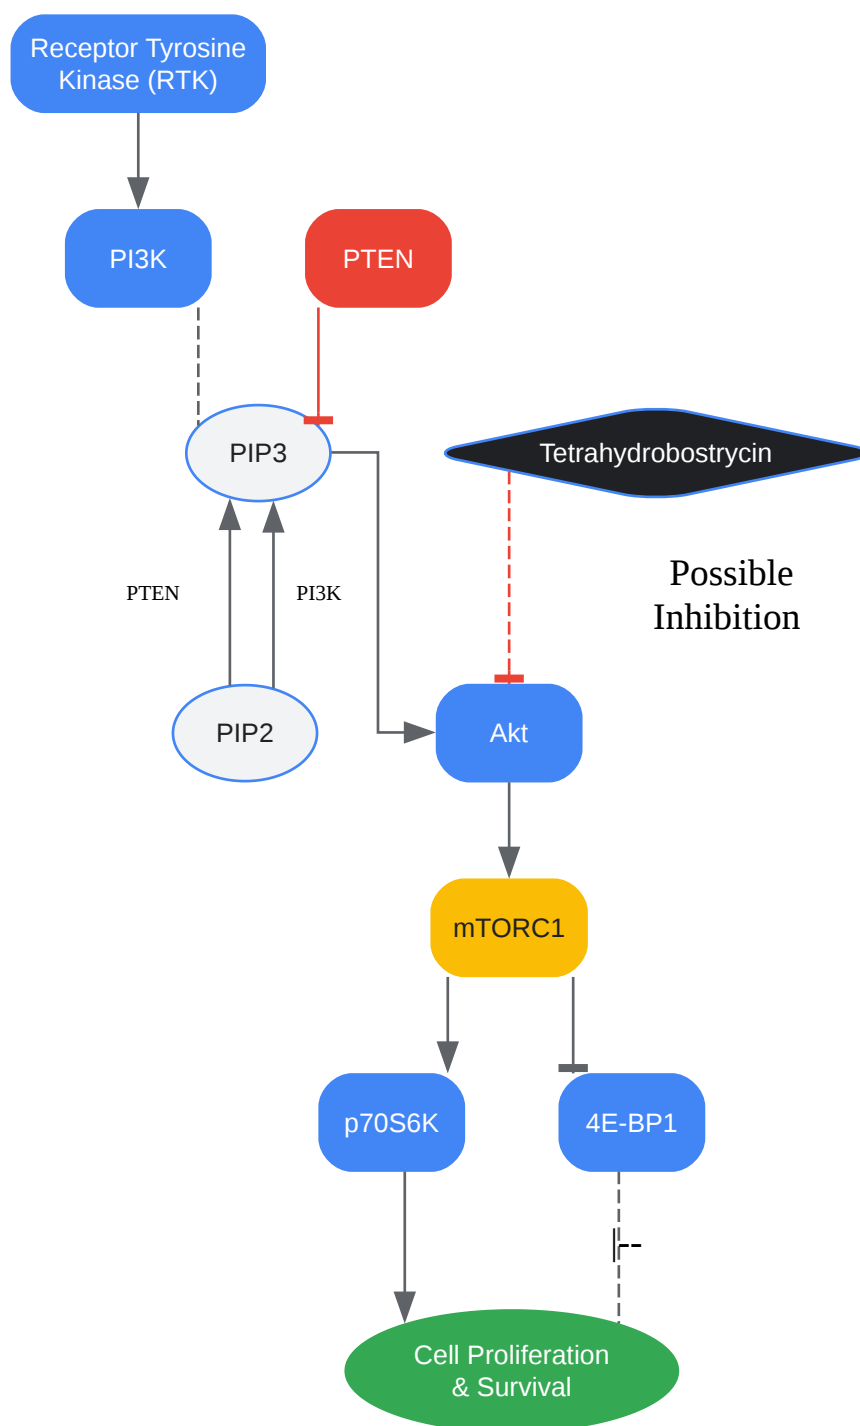 Receptor Tyrosine
Kinase (RTK)
PI3K
PTEN
PIP3
Tetrahydrobostrycin
PTEN
PI3K
Possible
Inhibition
PIP2
Akt
mTORC1
p70S6K
4E-BP1
|--
Cell Proliferation
& Survival